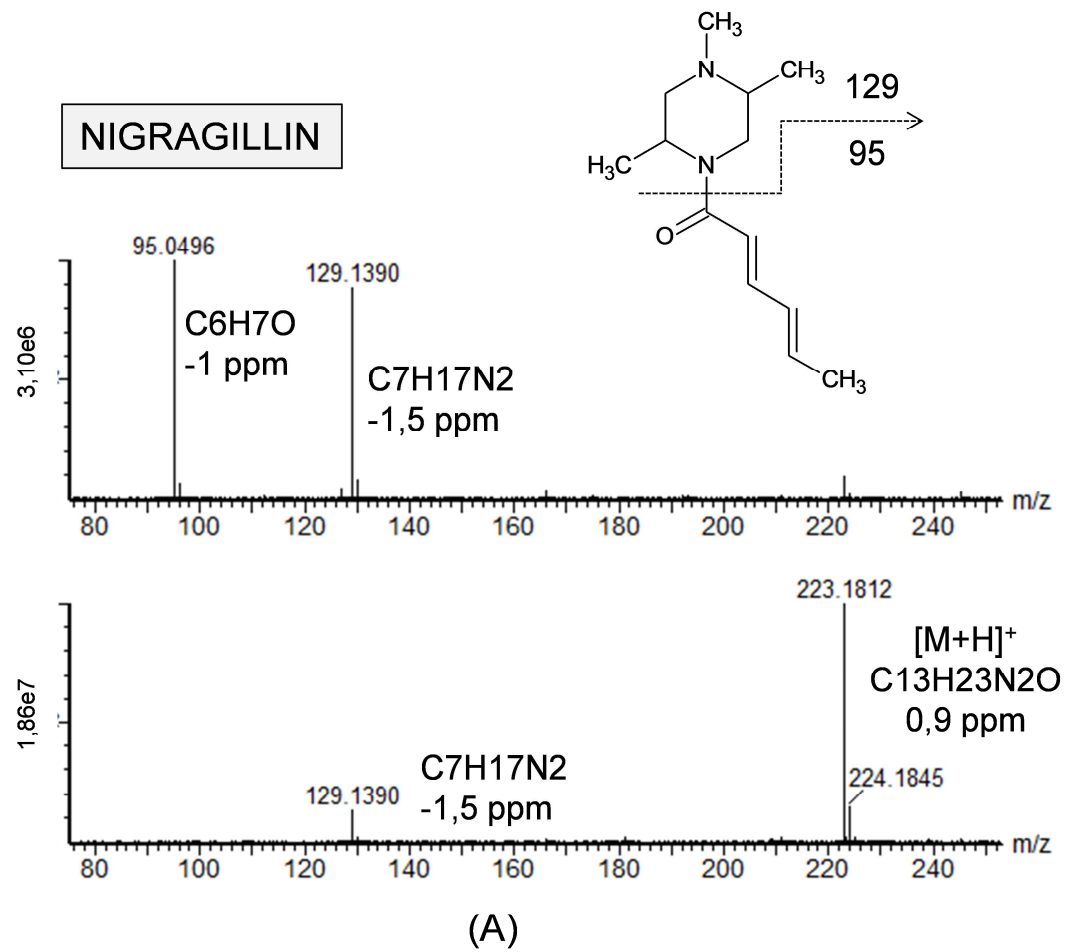 NIGRAGILLIN
CH3
N
CH3
H3C
N
O
CH3
129
95
95.0496
129.1390
C6H7O
-1 ppm
C7H17N2
-1,5 ppm
3,10e6
80 100 120 140 160 180 200 220 240 m/z
223.1812
[M+H]+
C13H23N2O
0,9 ppm
224.1845
C7H17N2
-1,5 ppm
129.1390
1,86e7
80 100 120 140 160 180 200 220 240 m/z
(A)